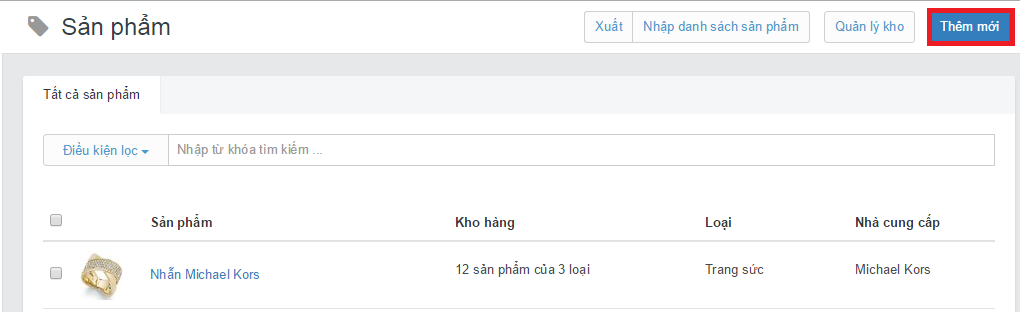 Sản phẩm
Xuất Nhập danh sách sản phẩm Quản lý kho Thêm mới
Tất cả sản phẩm
Điều kiện lọc Nhập từ khóa tìm kiếm ...
Sản phẩm Kho hàng Loại Nhà cung cấp
Nhẫn Michael Kors 12 sản phẩm của 3 loại Trang sức Michael Kors